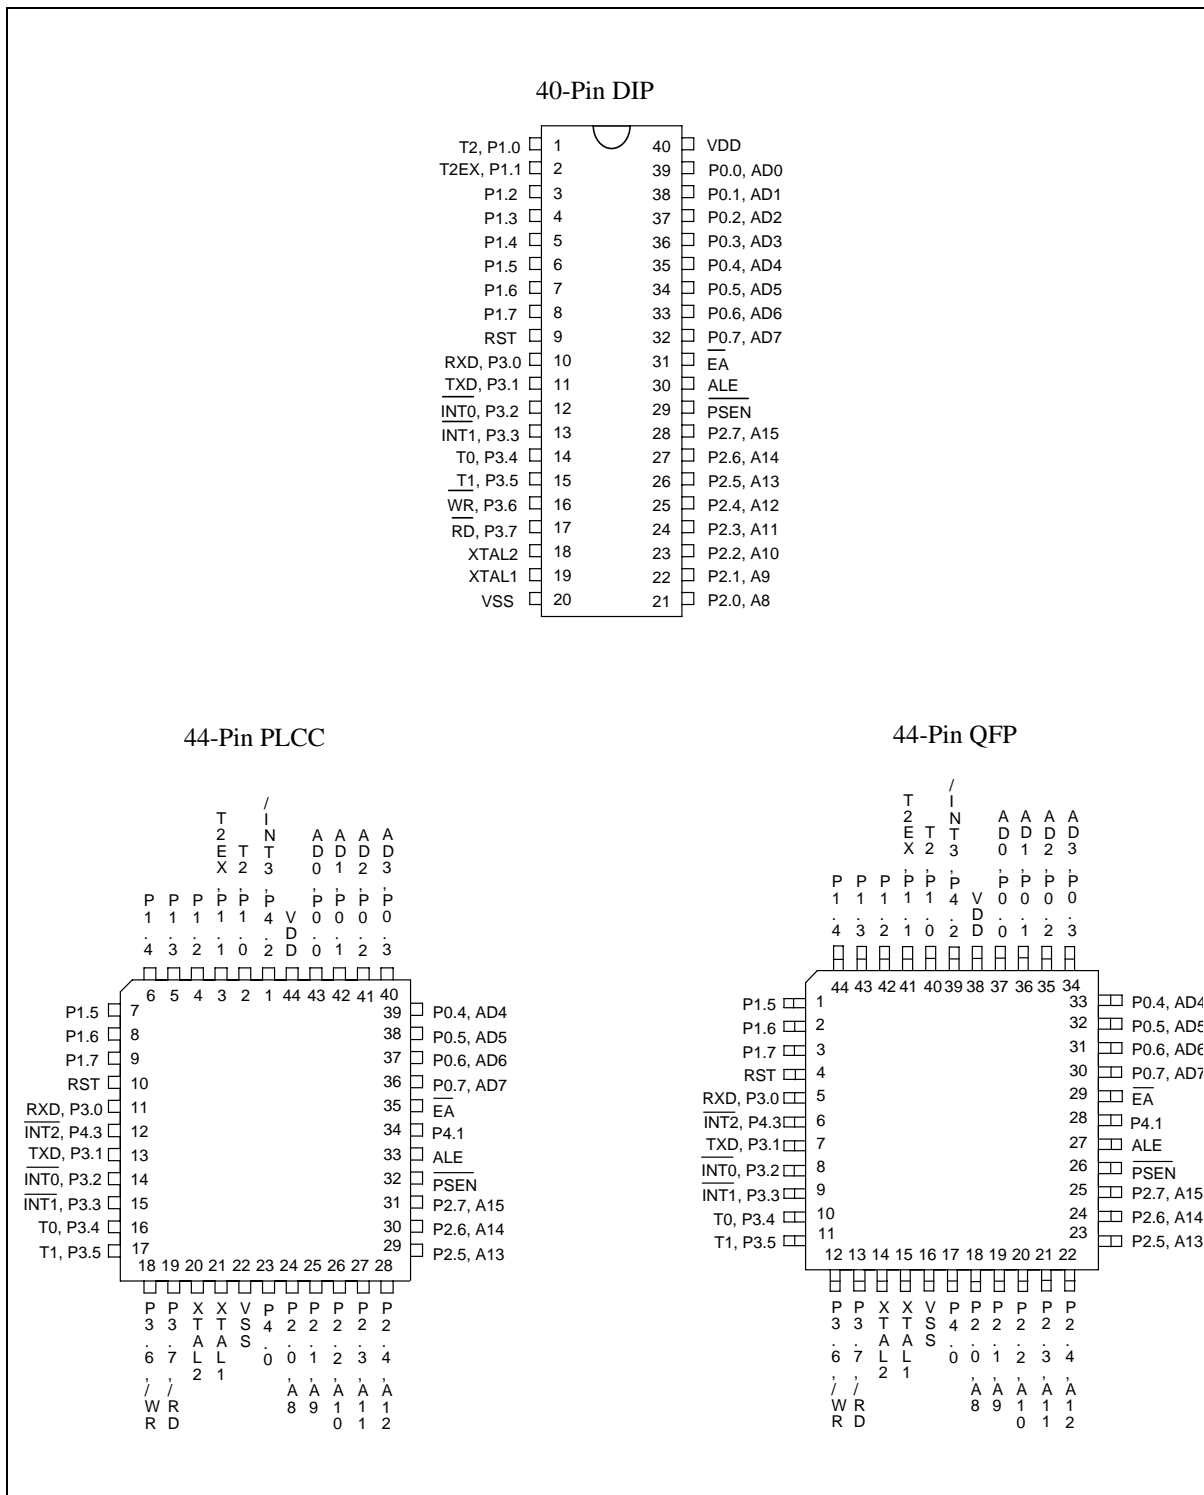 40-Pin DIP
T2, P1.0 1 40 VDD
T2EX, P1.1 2 39 P0.0, AD0
P1.2 3 38 P0.1, AD1
P1.3 4 37 P0.2, AD2
P1.4 5 36 P0.3, AD3
P1.5 6 35 P0.4, AD4
P1.6 7 34 P0.5, AD5
P1.7 8 33 P0.6, AD6
RST 9 32 P0.7, AD7
RXD, P3.0 10 31 EA
TXD, P3.1 11 30 ALE
INT0, P3.2 12 29 PSEN
INT1, P3.3 13 28 P2.7, A15
T0, P3.4 14 27 P2.6, A14
T1, P3.5 15 26 P2.5, A13
WR, P3.6 16 25 P2.4, A12
RD, P3.7 17 24 P2.3, A11
XTAL2 18 23 P2.2, A10
XTAL1 19 22 P2.1, A9
VSS 20 21 P2.0, A8
44-Pin PLCC
P1.4
P1.3
P1.2
T2EX, P1.1
T2, P1.0
/INT3, P4.2
VDD
AD0, P0.0
AD1, P0.1
AD2, P0.2
AD3, P0.3
6 5 4 3 2 1 44 43 42 41 40
P1.5 7 39 P0.4, AD4
P1.6 8 38 P0.5, AD5
P1.7 9 37 P0.6, AD6
RST 10 36 P0.7, AD7
RXD, P3.0 11 35 EA
INT2, P4.3 12 34 P4.1
TXD, P3.1 13 33 ALE
INT0, P3.2 14 32 PSEN
INT1, P3.3 15 31 P2.7, A15
T0, P3.4 16 30 P2.6, A14
T1, P3.5 17 29 P2.5, A13
18 19 20 21 22 23 24 25 26 27 28
P3.6, /WR
P3.7, /RD
XTAL2
XTAL1
VSS
P4.0
P2.0, A8
P2.1, A9
P2.2, A10
P2.3, A11
P2.4, A12
44-Pin QFP
P1.4
P1.3
P1.2
T2EX, P1.1
T2, P1.0
/INT3, P4.2
VDD
AD0, P0.0
AD1, P0.1
AD2, P0.2
AD3, P0.3
44 43 42 41 40 39 38 37 36 35 34
P1.5 1 33 P0.4, AD4
P1.6 2 32 P0.5, AD5
P1.7 3 31 P0.6, AD6
RST 4 30 P0.7, AD7
RXD, P3.0 5 29 EA
INT2, P4.3 6 28 P4.1
TXD, P3.1 7 27 ALE
INT0, P3.2 8 26 PSEN
INT1, P3.3 9 25 P2.7, A15
T0, P3.4 10 24 P2.6, A14
T1, P3.5 11 23 P2.5, A13
12 13 14 15 16 17 18 19 20 21 22
P3.6, /WR
P3.7, /RD
XTAL2
XTAL1
VSS
P4.0
P2.0, A8
P2.1, A9
P2.2, A10
P2.3, A11
P2.4, A12